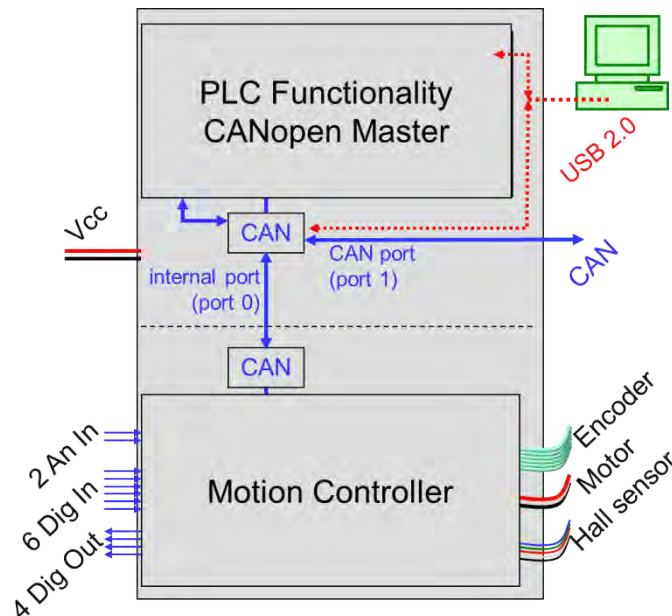 PLC Functionality
CANopen Master
USB 2.0
Vcc
CAN
CAN port
(port 1)
CAN
internal port
(port 0)
CAN
2 An In
6 Dig In
4 Dig Out
Motion Controller
Encoder
Motor
Hall sensor